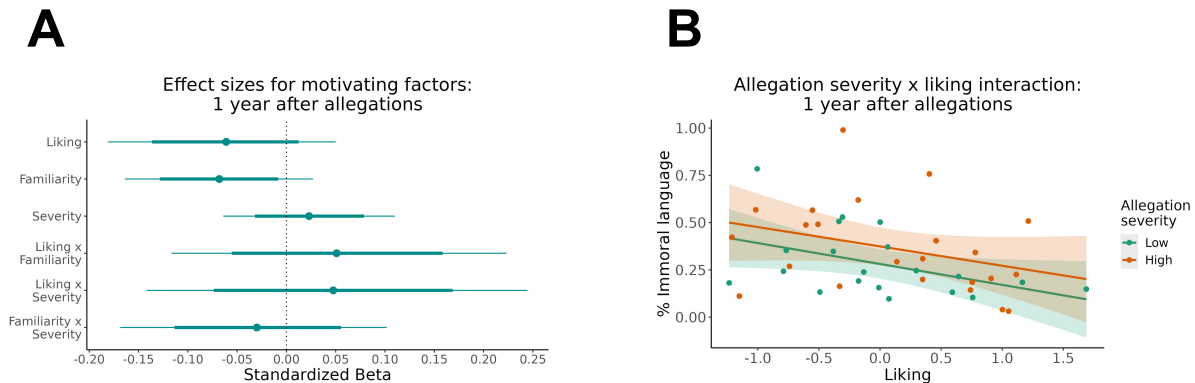 A
Effect sizes for motivating factors:
1 year after allegations
Liking
Familiarity
Severity
Liking x
Familiarity
Liking x
Severity
Familiarity x
Severity
-0.20 -0.15 -0.10 -0.05 0.00 0.05 0.10 0.15 0.20 0.25
Standardized Beta
B
Allegation severity x liking interaction:
1 year after allegations
% Immoral language
1.00
0.75
0.50
0.25
0.00
-1.0 -0.5 0.0 0.5 1.0 1.5
Liking
Allegation
severity
Low
High